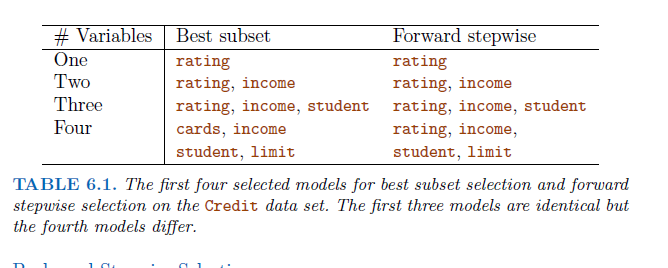 # Variables Best subset Forward stepwise
One rating rating
Two rating, income rating, income
Three rating, income, student rating, income, student
Four cards, income rating, income,
student, limit student, limit
TABLE 6.1. The first four selected models for best subset selection and forward
stepwise selection on the Credit data set. The first three models are identical but
the fourth models differ.